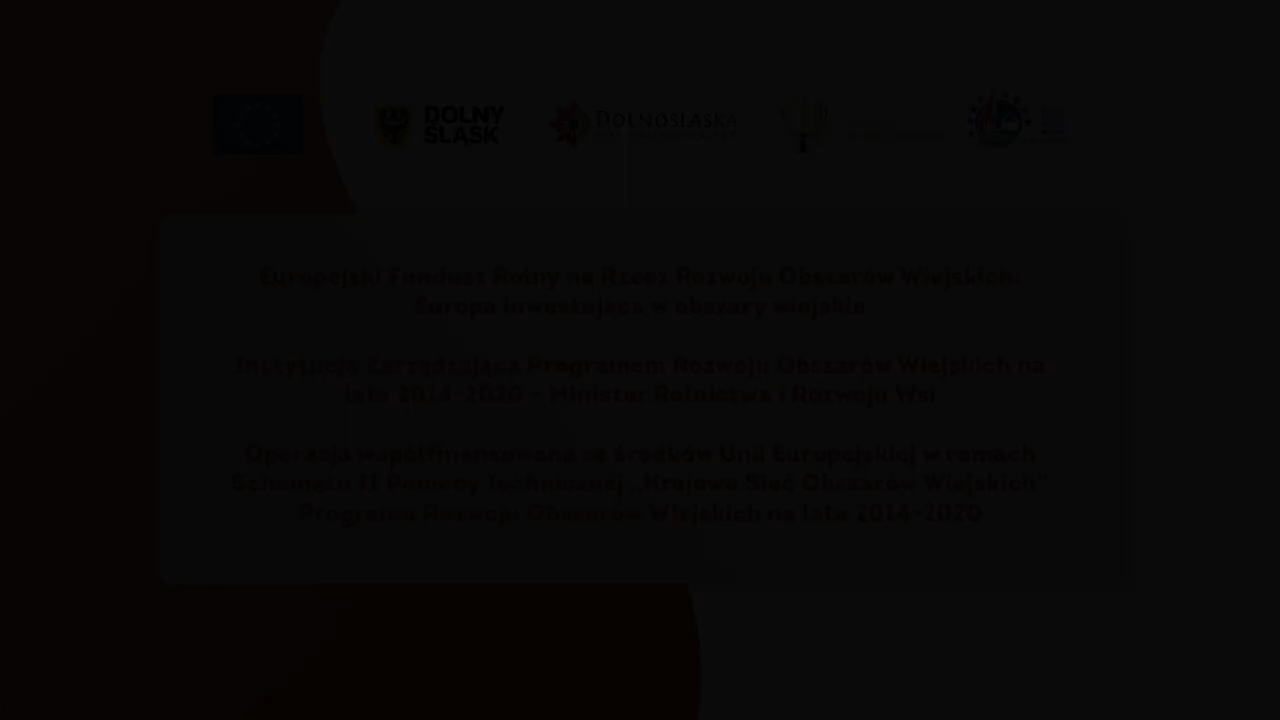 DOLNY
ŚLĄSK
DOLNOŚLĄSKA
Europejski Fundusz Rolny na Rzecz Rozwoju Obszarów Wiejskich:
Europa inwestująca w obszary wiejskie
Instytucja Zarządzająca Programem Rozwoju Obszarów Wiejskich na
lata 2014-2020 - Minister Rolnictwa i Rozwoju Wsi
Operacja współfinansowana ze środków Unii Europejskiej w ramach
Schematu II Pomocy Technicznej „Krajowa Sieć Obszarów Wiejskich"
Programu Rozwoju Obszarów Wiejskich na lata 2014-2020